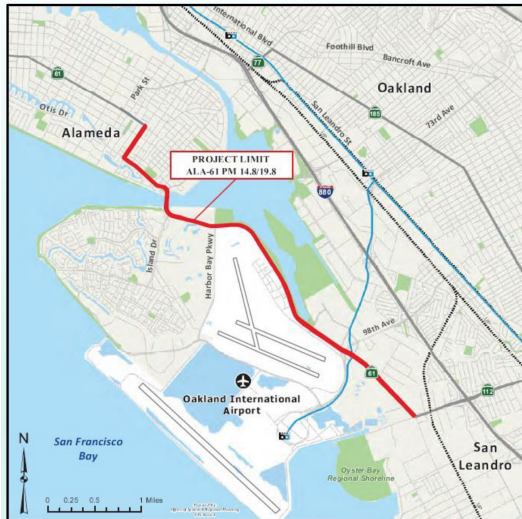 International Blvd
Foothill Blvd
Bancroft Ave
77
61
Park St
Oakland
San Leandro St
185
73rd Ave
Otis Dr
Alameda
PROJECT LIMIT
ALA-61 PM 14.8/19.8
880
Island Dr
Harbor Bay Pkwy
98th Ave
61
112
Oakland International
Airport
San Francisco
Bay
San
Leandro
Oyster Bay
Regional Shoreline
N
0 0.25 0.5 1 Miles